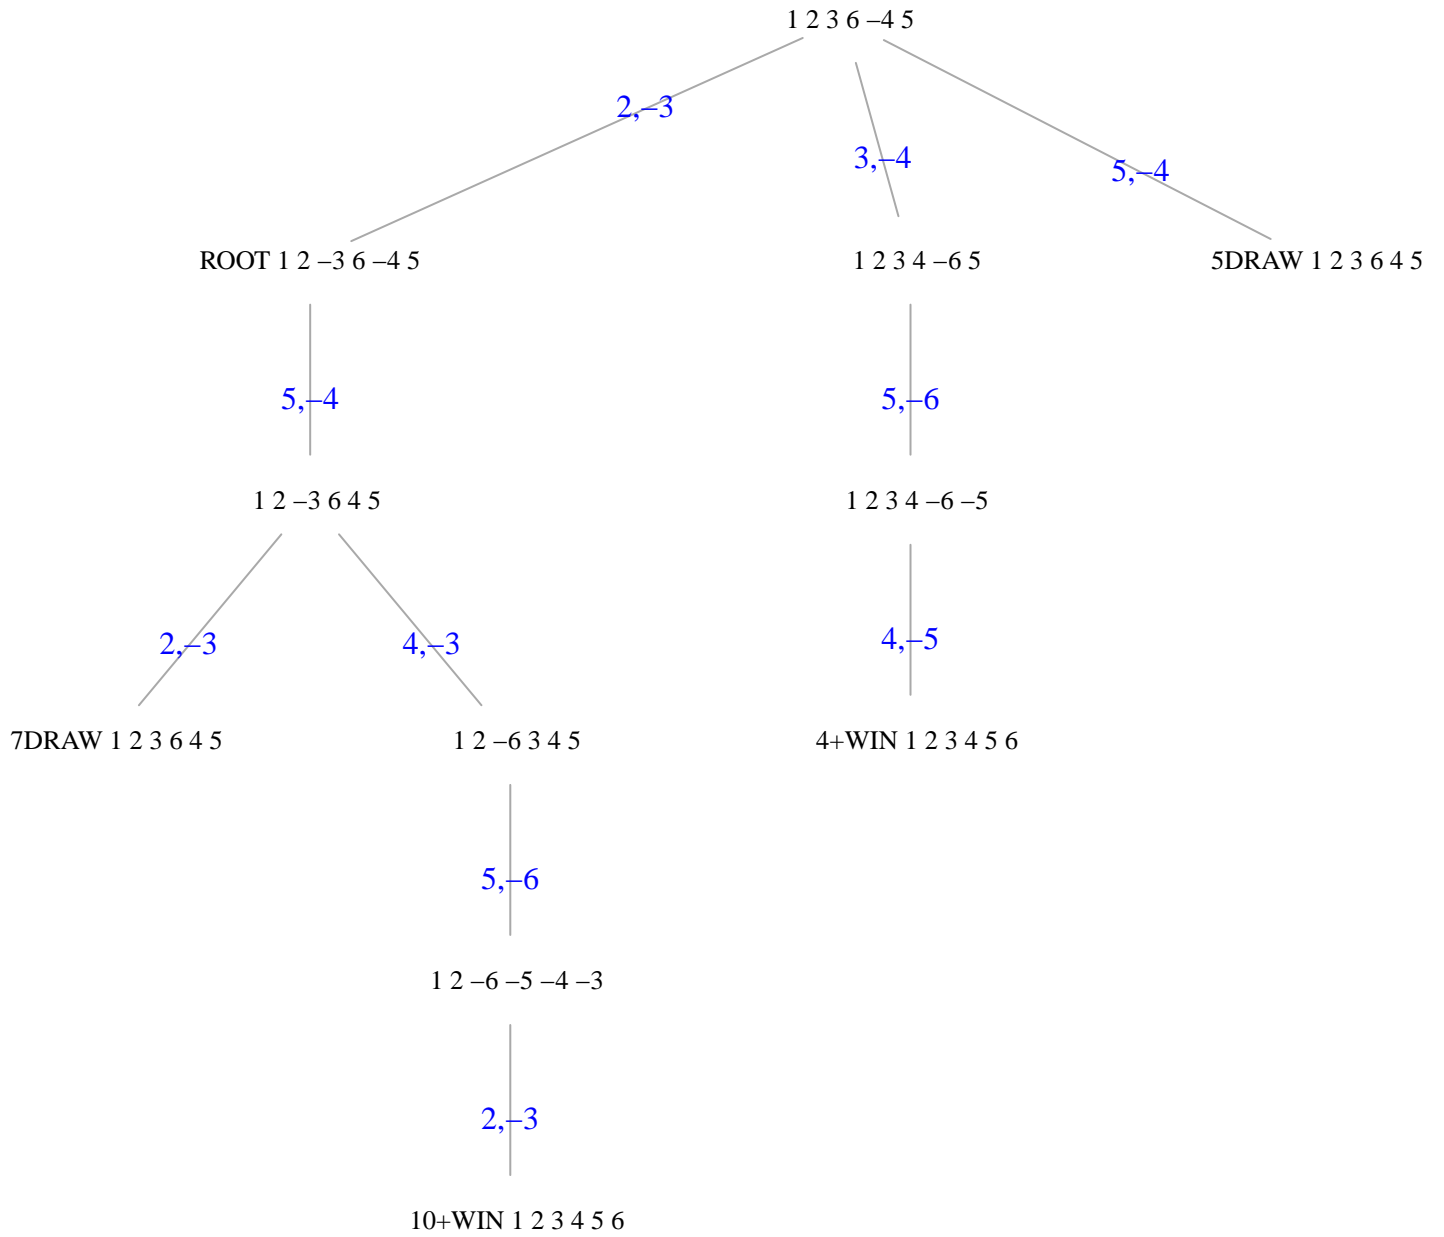 1 2 3 6 –4 5
2,–3
3,–4
5,–4
ROOT 1 2 –3 6 –4 5
1 2 3 4 –6 5
5DRAW 1 2 3 6 4 5
5,–4
5,–6
1 2 –3 6 4 5
1 2 3 4 –6 –5
2,–3
4,–3
4,–5
7DRAW 1 2 3 6 4 5
1 2 –6 3 4 5
4+WIN 1 2 3 4 5 6
5,–6
1 2 –6 –5 –4 –3
2,–3
10+WIN 1 2 3 4 5 6